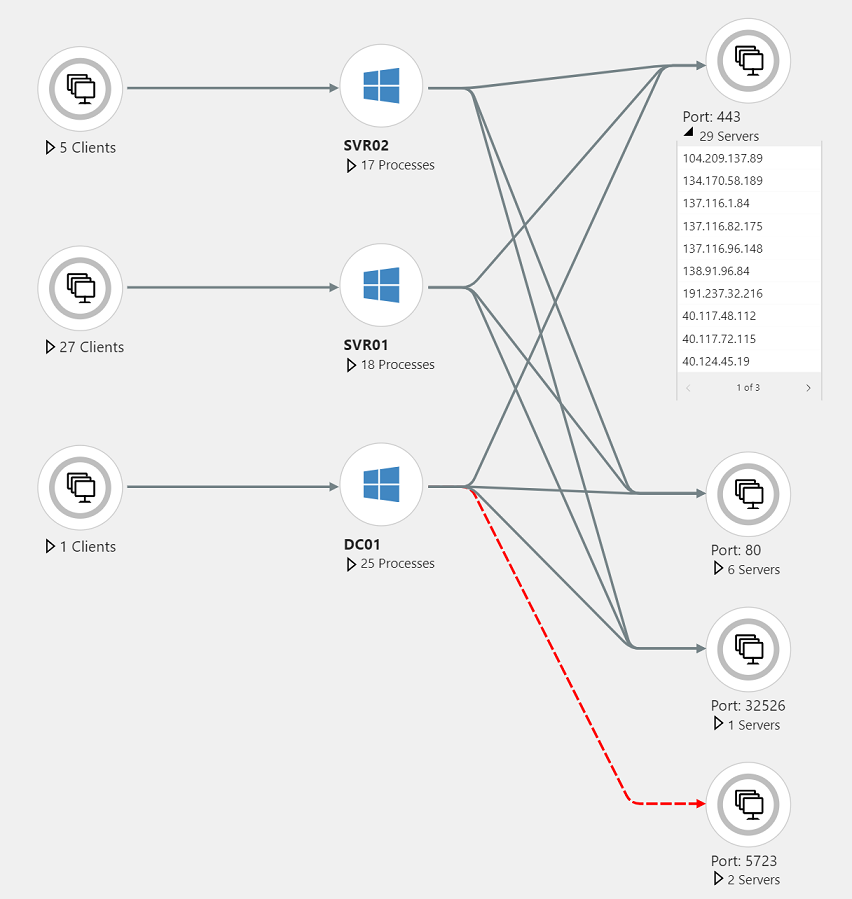 5 Clients
SVR02
17 Processes
27 Clients
SVR01
18 Processes
1 Clients
DC01
25 Processes
Port: 443
29 Servers
104.209.137.89
134.170.58.189
137.116.1.84
137.116.82.175
137.116.96.148
138.91.96.84
191.237.32.216
40.117.48.112
40.117.72.115
40.124.45.19
1 of 3
Port: 80
6 Servers
Port: 32526
1 Servers
Port: 5723
2 Servers